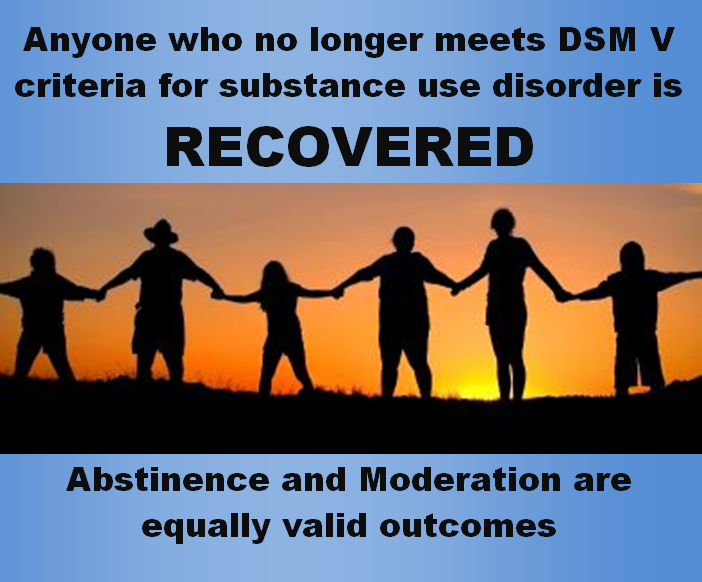 Anyone who no longer meets DSM V
criteria for substance use disorder is
RECOVERED
Abstinence and Moderation are
equally valid outcomes